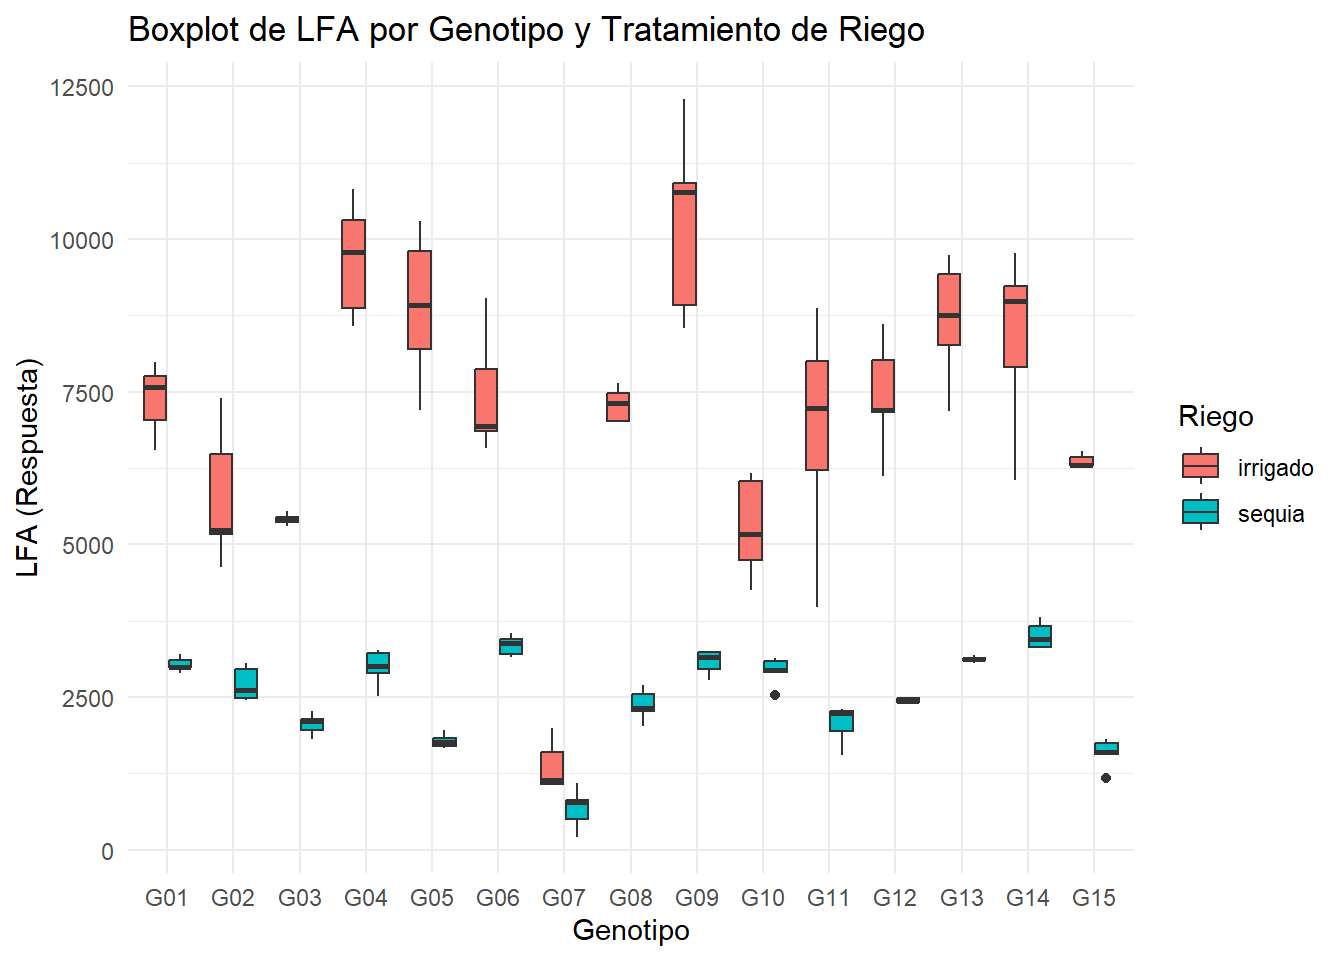 Boxplot de LFA por Genotipo y Tratamiento de Riego
LFA (Respuesta)
12500
10000
7500
5000
2500
0
G01 G02 G03 G04 G05 G06 G07 G08 G09 G10 G11 G12 G13 G14 G15
Genotipo
Riego
irrigado
sequia